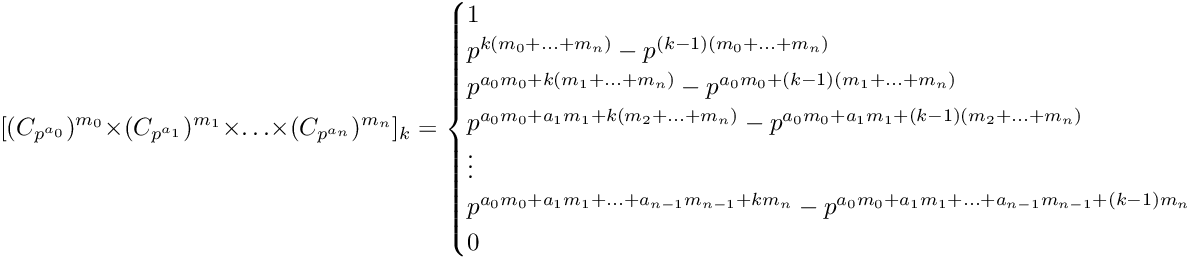 1
p^{k(m_0+...+m_n)} − p^{(k−1)(m_0+...+m_n)}
p^{a_0m_0+k(m_1+...+m_n)} − p^{a_0m_0+(k−1)(m_1+...+m_n)}
[(C_{p^{a_0}})^{m_0}×(C_{p^{a_1}})^{m_1}×...×(C_{p^{a_n}})^{m_n}]_k = { p^{a_0m_0+a_1m_1+k(m_2+...+m_n)} − p^{a_0m_0+a_1m_1+(k−1)(m_2+...+m_n)}
⋮
p^{a_0m_0+a_1m_1+...+a_{n−1}m_{n−1}+km_n} − p^{a_0m_0+a_1m_1+...+a_{n−1}m_{n−1}+(k−1)m_n}
0